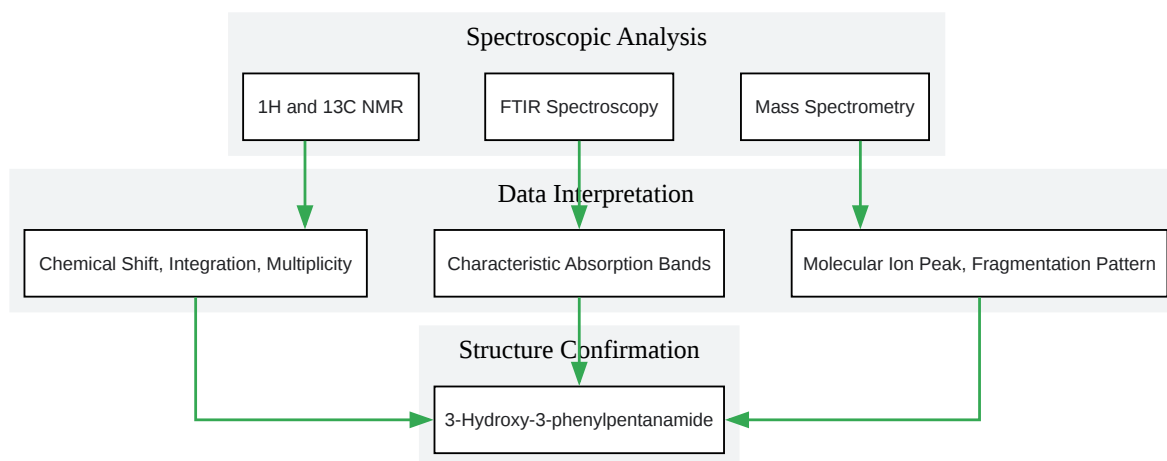 Spectroscopic Analysis
1H and 13C NMR
FTIR Spectroscopy
Mass Spectrometry
Data Interpretation
Chemical Shift, Integration, Multiplicity
Characteristic Absorption Bands
Molecular Ion Peak, Fragmentation Pattern
Structure Confirmation
3-Hydroxy-3-phenylpentanamide